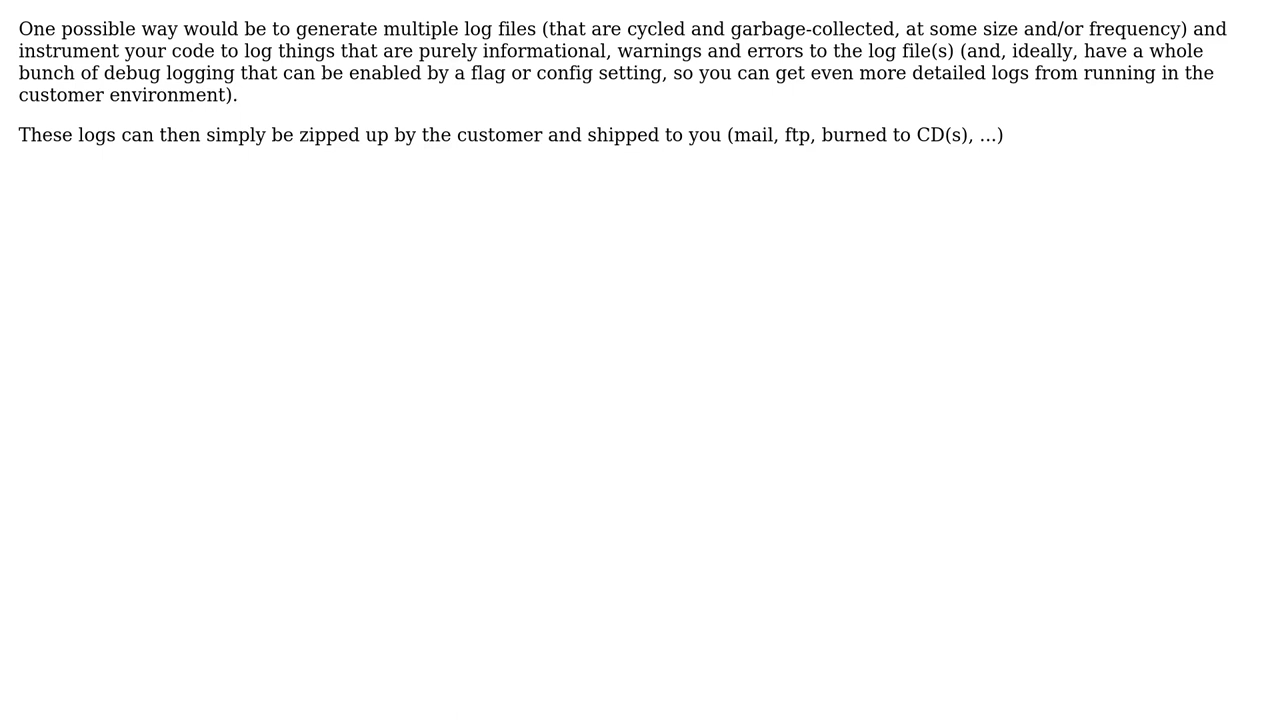 One possible way would be to generate multiple log files (that are cycled and garbage-collected, at some size and/or frequency) and
instrument your code to log things that are purely informational, warnings and errors to the log file(s) (and, ideally, have a whole
bunch of debug logging that can be enabled by a flag or config setting, so you can get even more detailed logs from running in the
customer environment).
These logs can then simply be zipped up by the customer and shipped to you (mail, ftp, burned to CD(s), ...)